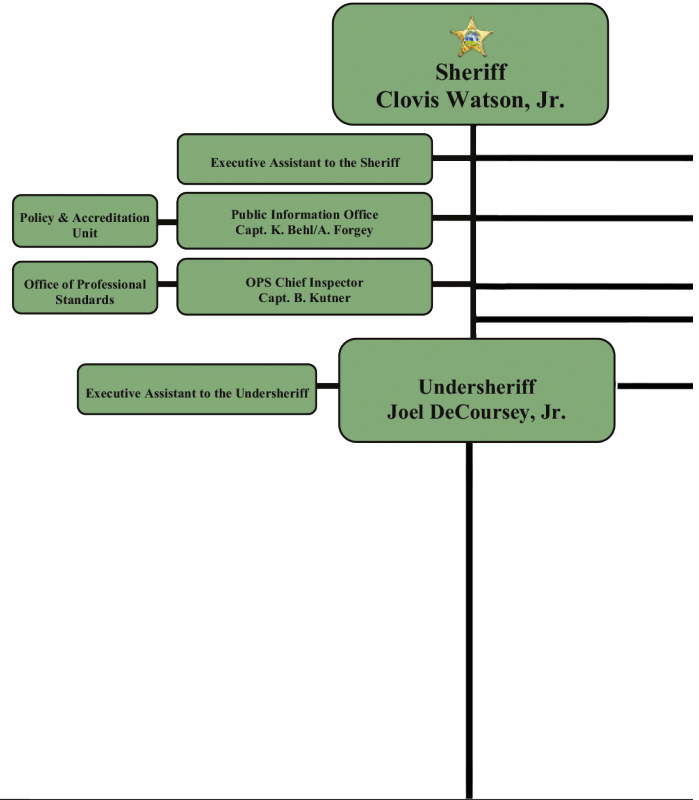 Sheriff
Clovis Watson, Jr.
Executive Assistant to the Sheriff
Policy & Accreditation
Unit
Public Information Office
Capt. K. Behl/A. Forgey
Office of Professional
Standards
OPS Chief Inspector
Capt. B. Kutner
Executive Assistant to the Undersheriff
Undersheriff
Joel DeCoursey, Jr.